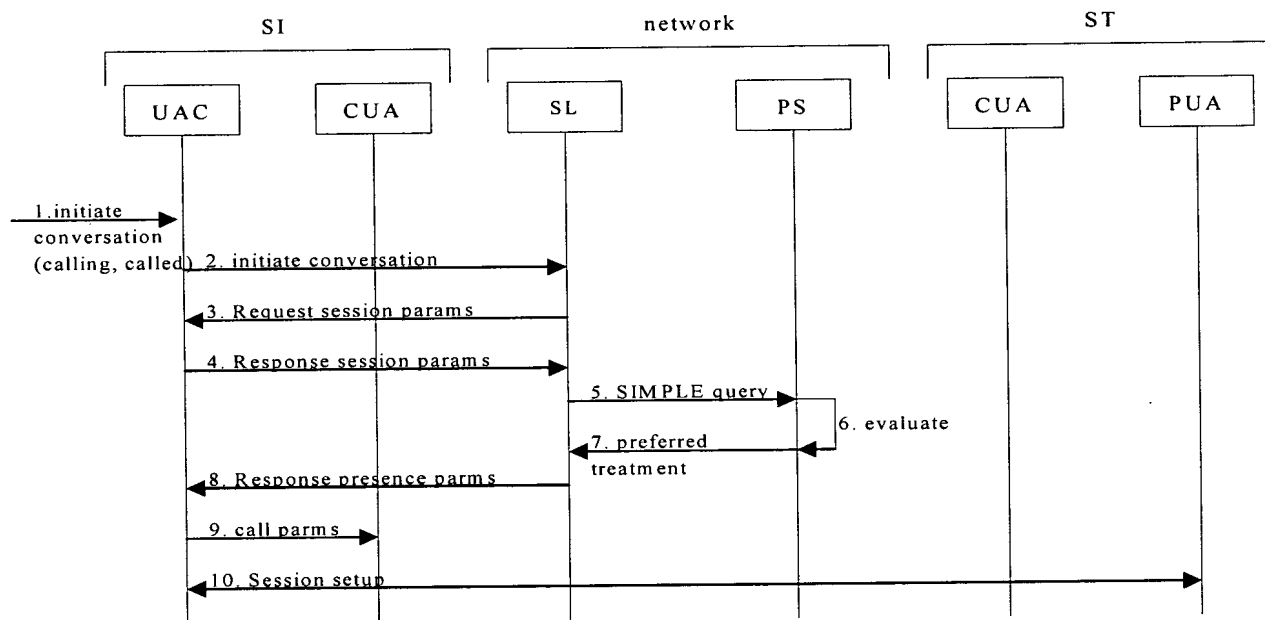 SI
network
ST
UAC
CUA
SL
PS
CUA
PUA
1.initiate
conversation
(calling, called)
2. initiate conversation
3. Request session params
4. Response session params
5. SIMPLE query
6. evaluate
7. preferred
treatment
8. Response presence parms
9. call parms
10. Session setup